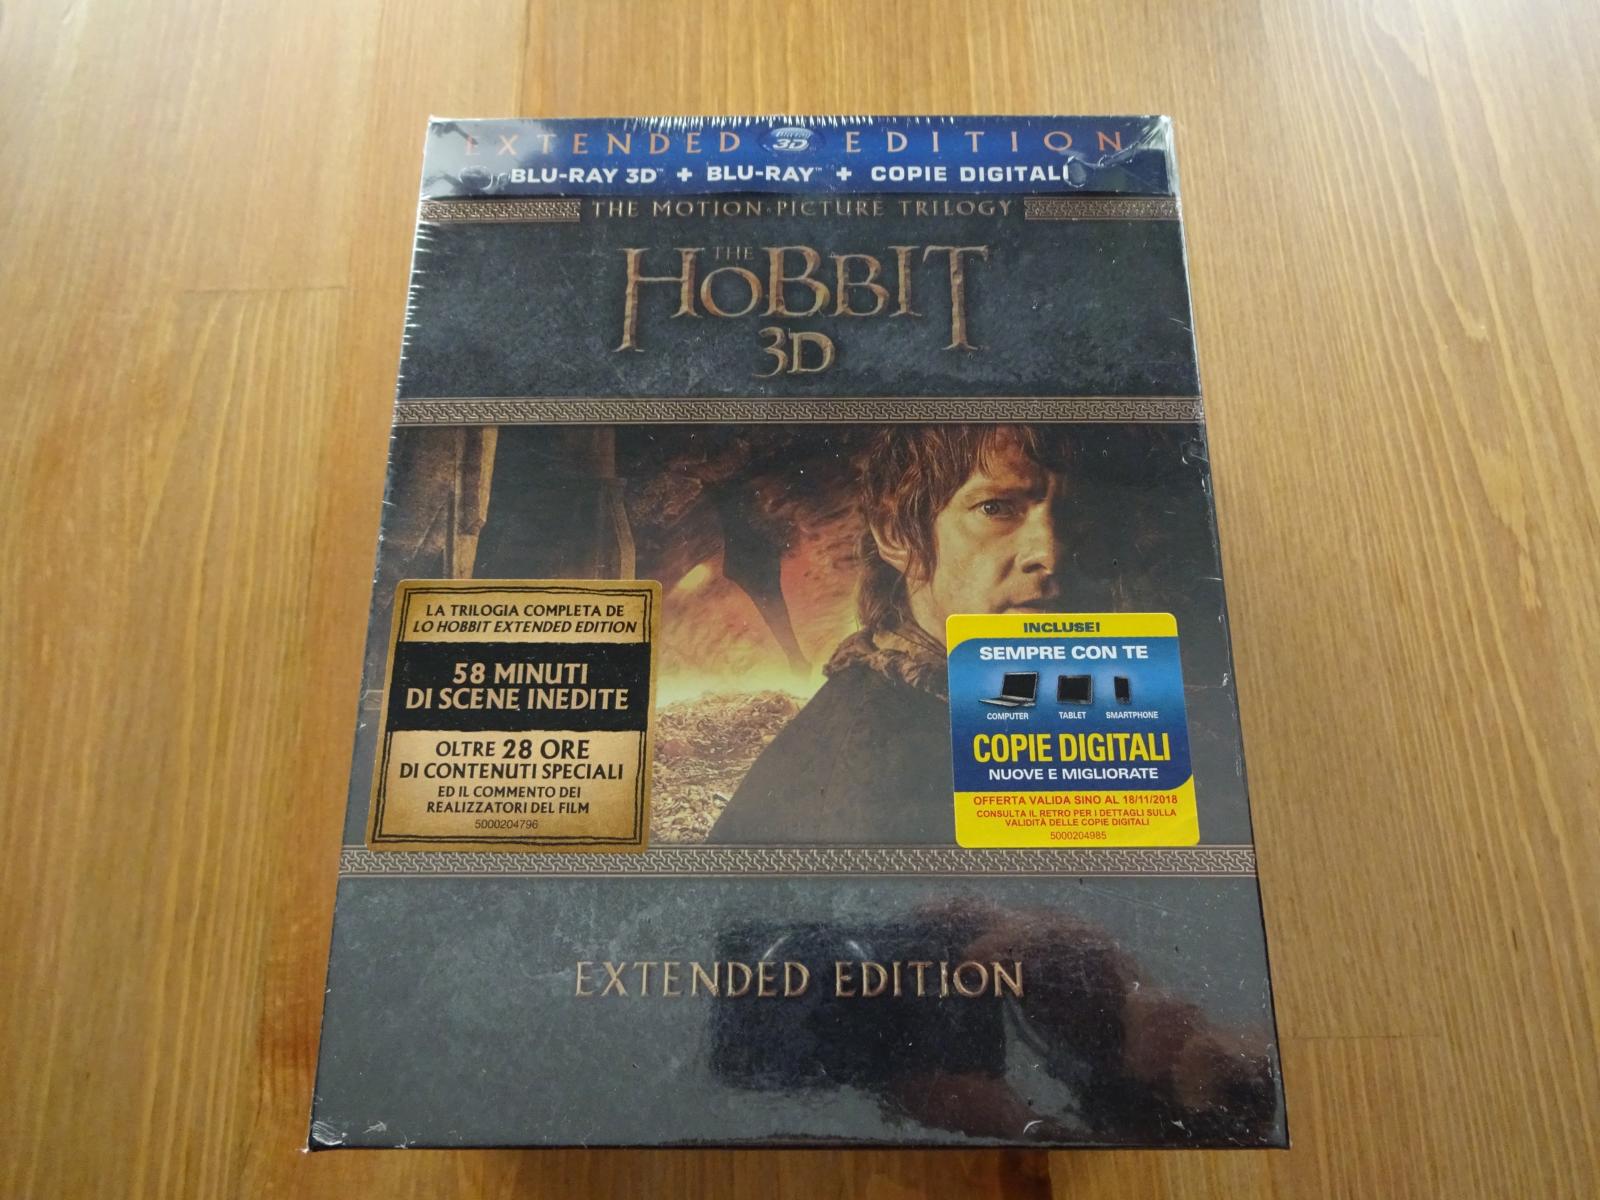 EXTENDED Blu-ray 3D EDITION
BLU-RAY 3D™ + BLU-RAY™ + COPIE DIGITALI
THE MOTION PICTURE TRILOGY
THE
HOBBIT
3D
LA TRILOGIA COMPLETA DE
LO HOBBIT EXTENDED EDITION
58 MINUTI
DI SCENE INEDITE
OLTRE 28 ORE
DI CONTENUTI SPECIALI
ED IL COMMENTO DEI
REALIZZATORI DEL FILM
5000204796
INCLUSE!
SEMPRE CON TE
COMPUTER TABLET SMARTPHONE
COPIE DIGITALI
NUOVE E MIGLIORATE
OFFERTA VALIDA SINO AL 18/11/2018
CONSULTA IL RETRO PER I DETTAGLI SULLA
VALIDITÀ DELLE COPIE DIGITALI
5000204985
EXTENDED EDITION